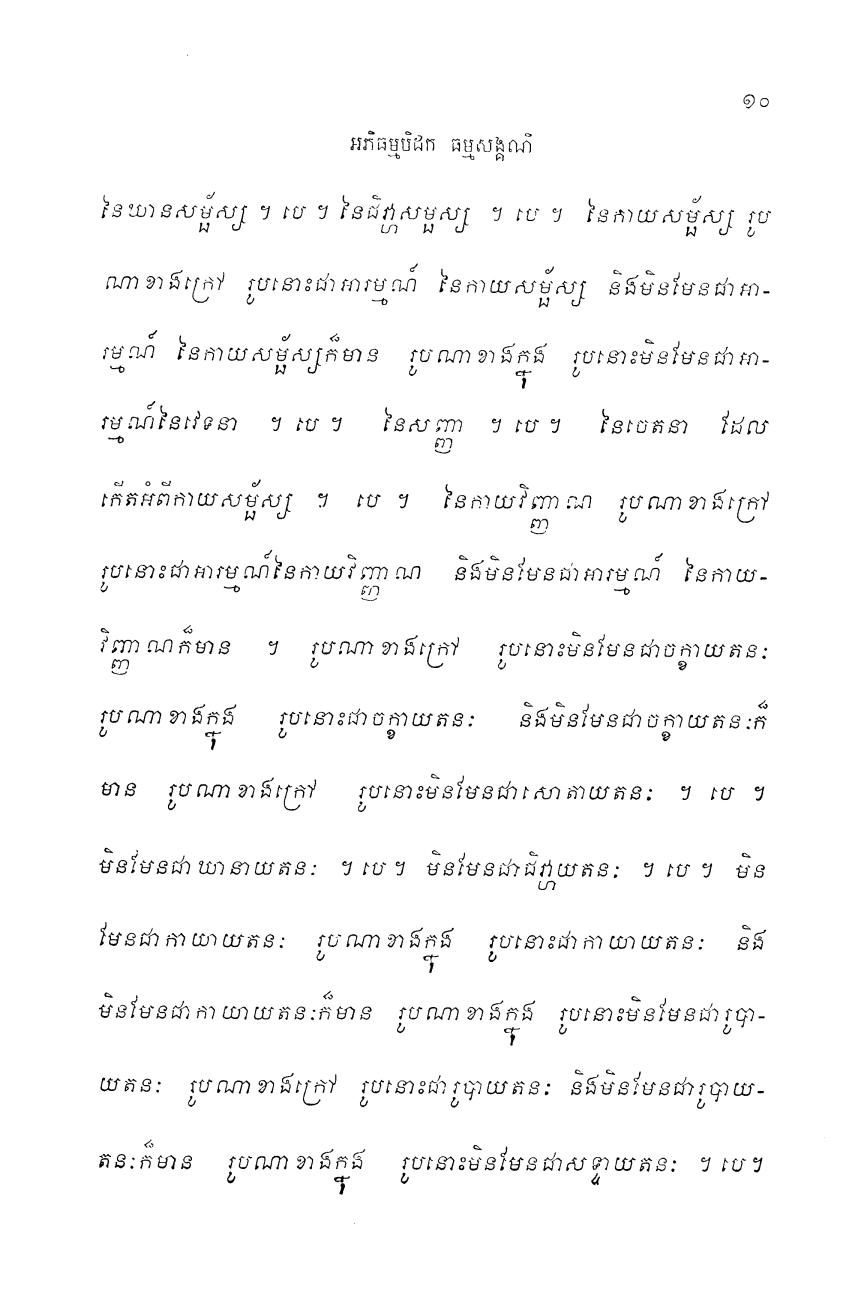 ១០
អភិធម្មបិដក ធម្មសង្គណី
នៃឃានសម្ផ័ស្ស ។ បេ ។ នៃជិវ្ហាសម្ផស្ស ។ បេ ។ នៃកាយសម្ផ័ស្ស រូប
ណាខាងក្រៅ រូបនោះជាអារម្មណ៍ នៃកាយសម្ផ័ស្ស និងមិនមែនជាអា-
រម្មណ៍ នៃកាយសម្ផ័ស្សក៏មាន រូបណាខាងក្នុង រូបនោះមិនមែនជាអា-
រម្មណ៍នៃវេទនា ។ បេ ។ នៃសញ្ញា ។ បេ ។ នៃចេតនា ដែល
កើតអំពីកាយសម្ផ័ស្ស ។ បេ ។ នៃកាយវិញ្ញាណ រូបណាខាងក្រៅ
រូបនោះជាអារម្មណ៍នៃកាយវិញ្ញាណ និងមិនមែនជាអារម្មណ៍ នៃកាយ-
វិញ្ញាណក៏មាន ។ រូបណាខាងក្រៅ រូបនោះមិនមែនជាចក្ខាយតនៈ
រូបណាខាងក្នុង រូបនោះជាចក្ខាយតនៈ និងមិនមែនជាចក្ខាយតនៈក៏
មាន រូបណាខាងក្រៅ រូបនោះមិនមែនជាសោតាយតនៈ ។ បេ ។
មិនមែនជាឃានាយតនៈ ។ បេ ។ មិនមែនជាជិវ្ហាយតនៈ ។ បេ ។ មិន
មែនជាកាយាយតនៈ រូបណាខាងក្នុង រូបនោះជាកាយាយតនៈ និង
មិនមែនជាកាយាយតនៈក៏មាន រូបណាខាងក្នុង រូបនោះមិនមែនជារូបា-
យតនៈ រូបណាខាងក្រៅ រូបនោះជារូបាយតនៈ និងមិនមែនជារូបាយ-
តនៈក៏មាន រូបណាខាងក្នុង រូបនោះមិនមែនជាសទ្ទាយតនៈ ។ បេ។